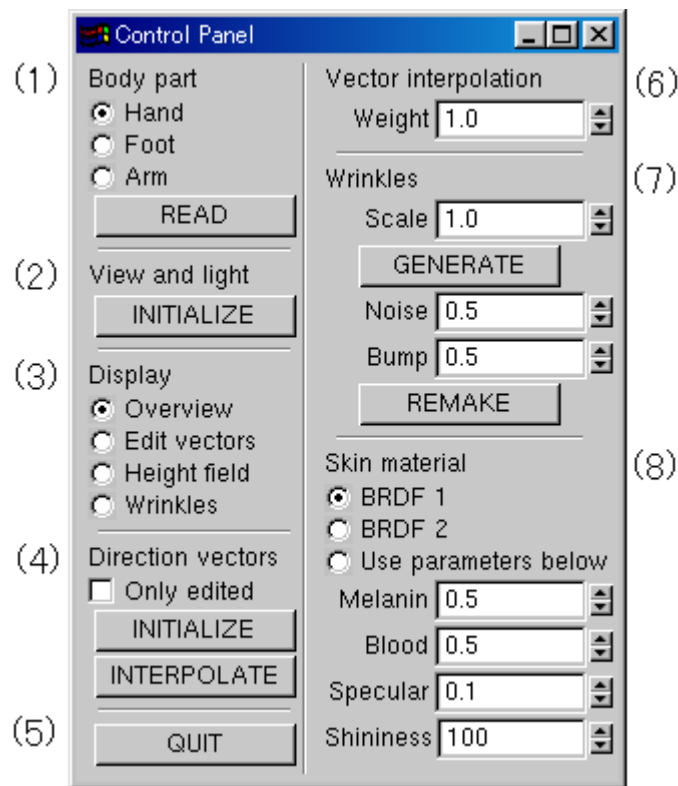 Control Panel
(1) Body part
Hand
Foot
Arm
READ
(2) View and light
INITIALIZE
(3) Display
Overview
Edit vectors
Height field
Wrinkles
(4) Direction vectors
Only edited
INITIALIZE
INTERPOLATE
(5) QUIT
Vector interpolation (6)
Weight 1.0
Wrinkles (7)
Scale 1.0
GENERATE
Noise 0.5
Bump 0.5
REMAKE
Skin material (8)
BRDF 1
BRDF 2
Use parameters below
Melanin 0.5
Blood 0.5
Specular 0.1
Shininess 100